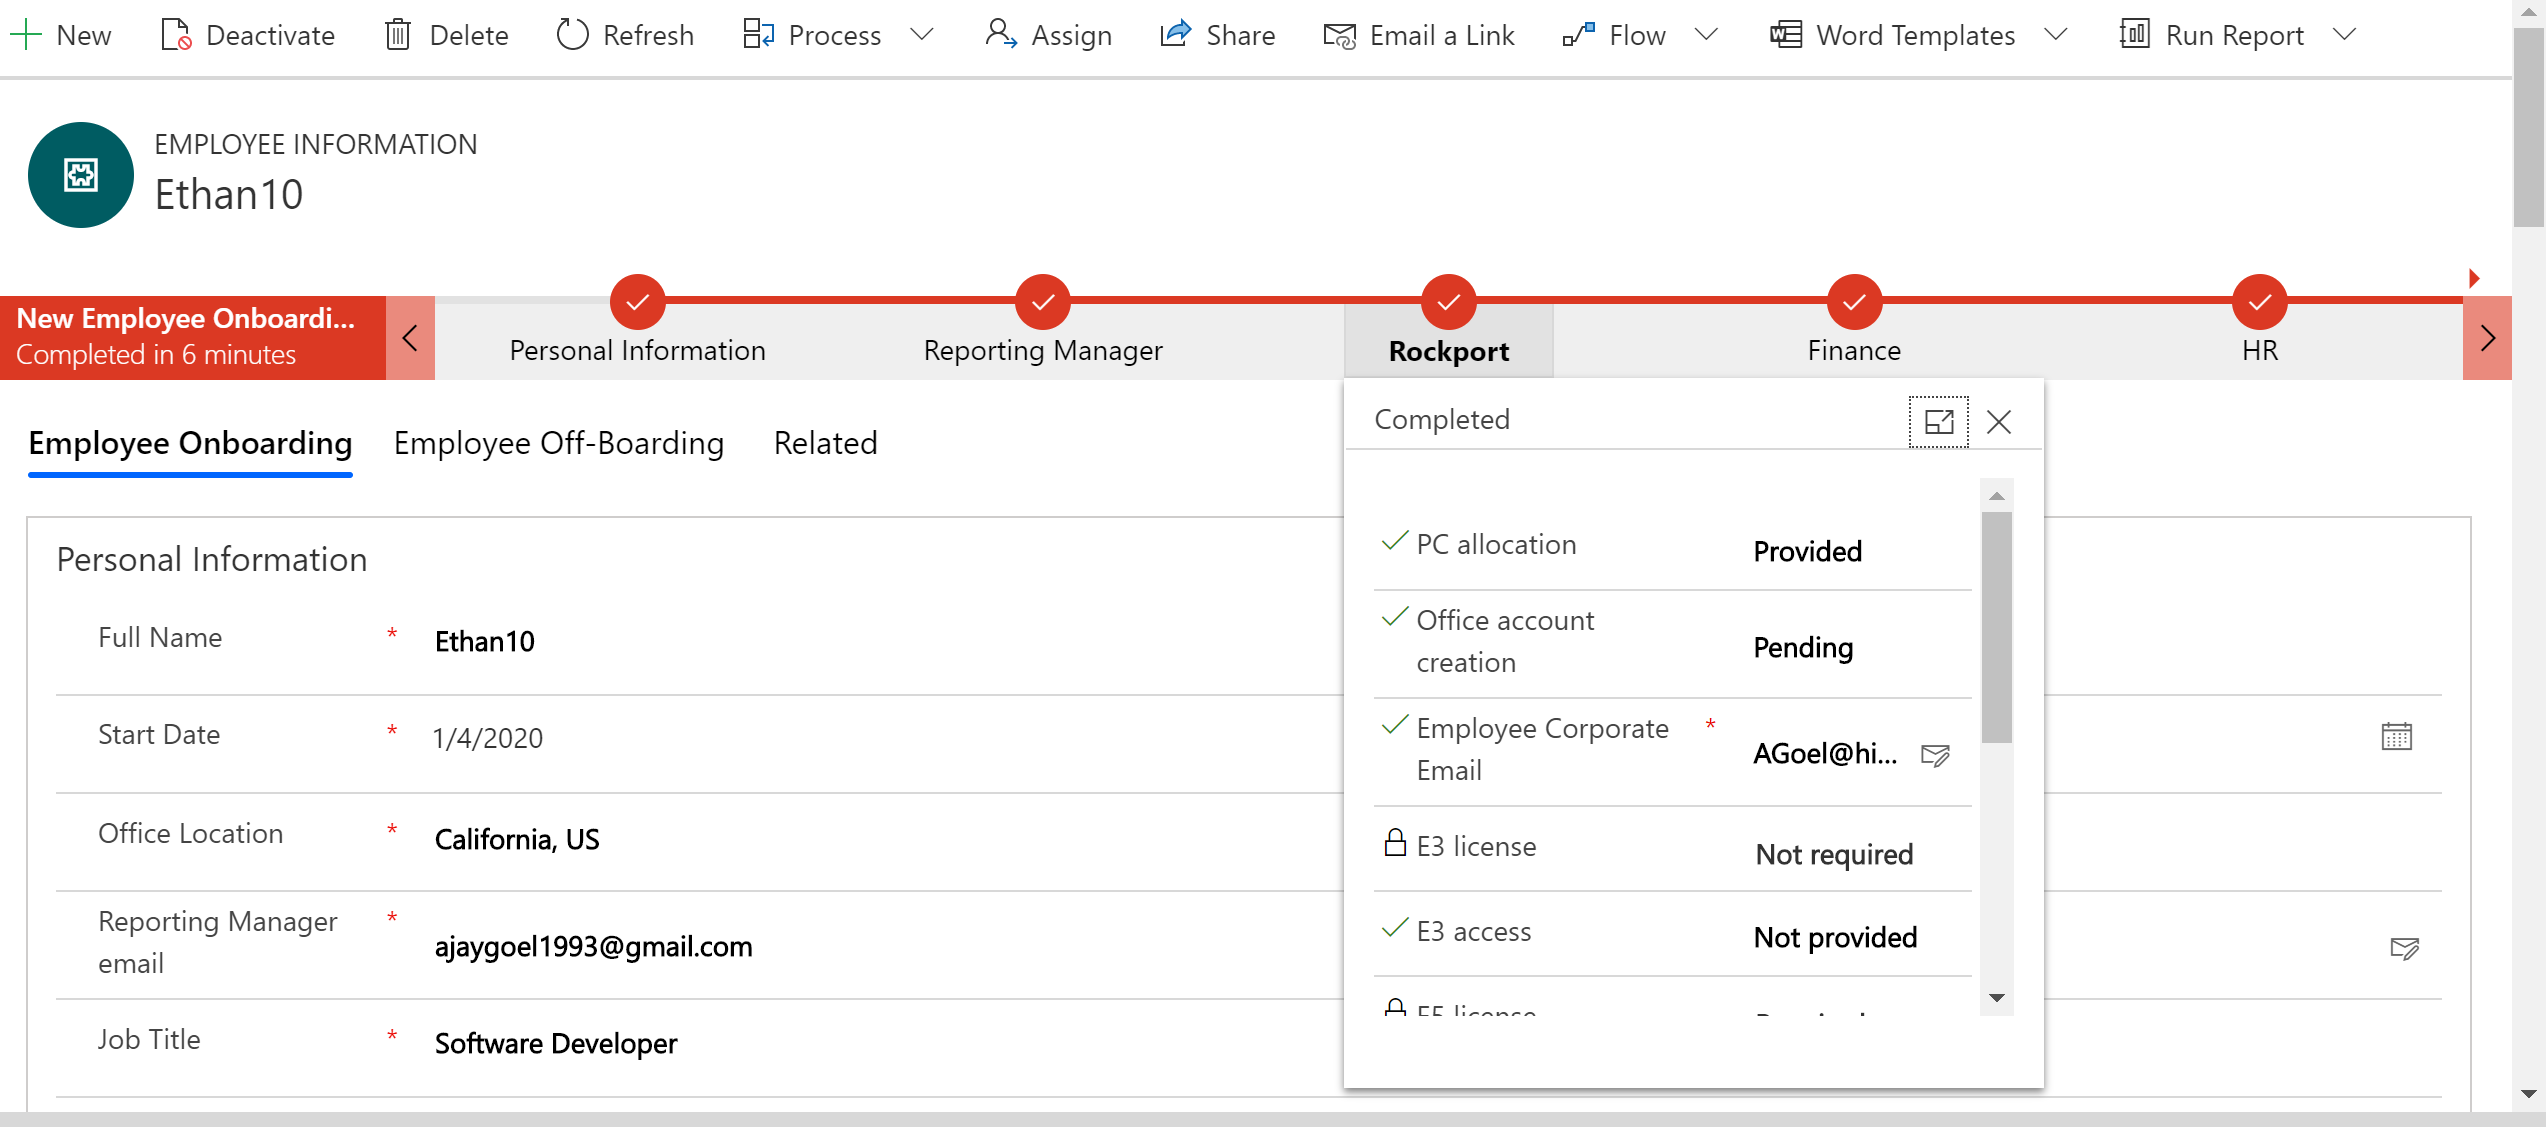 New Deactivate Delete Refresh Process Assign Share Email a Link Flow Word Templates Run Report
EMPLOYEE INFORMATION
Ethan10
New Employee Onboardi...
Completed in 6 minutes
Personal Information Reporting Manager Rockport Finance HR
Employee Onboarding Employee Off-Boarding Related
Completed
Personal Information
Full Name * Ethan10
Start Date * 1/4/2020
Office Location * California, US
Reporting Manager
email * ajaygoel1993@gmail.com
Job Title * Software Developer
PC allocation Provided
Office account
creation Pending
Employee Corporate *
Email AGoel@hi...
E3 license Not required
E3 access Not provided
E5 license